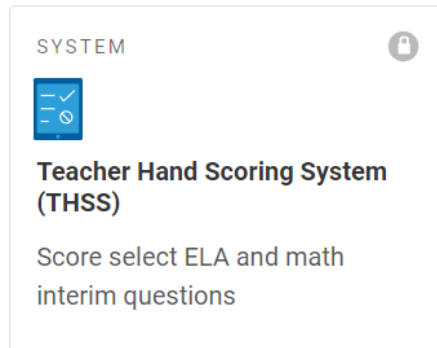 SYSTEM
Teacher Hand Scoring System
(THSS)
Score select ELA and math
interim questions